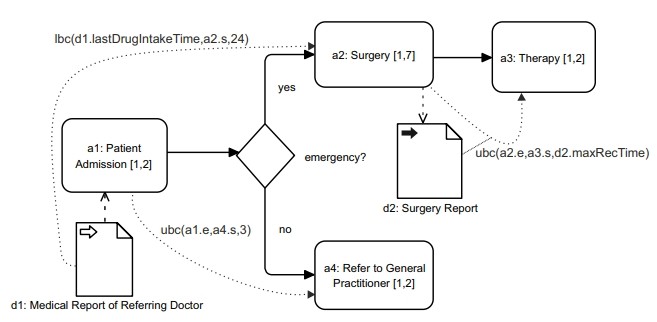 lbc(d1.lastDrugIntakeTime,a2.s,24)
a2: Surgery [1,7]
a3: Therapy [1,2]
yes
a1: Patient
Admission [1,2]
emergency?
ubc(a2.e,a3.s,d2.maxRecTime)
d2: Surgery Report
ubc(a1.e,a4.s,3)
no
a4: Refer to General
Practitioner [1,2]
d1: Medical Report of Referring Doctor